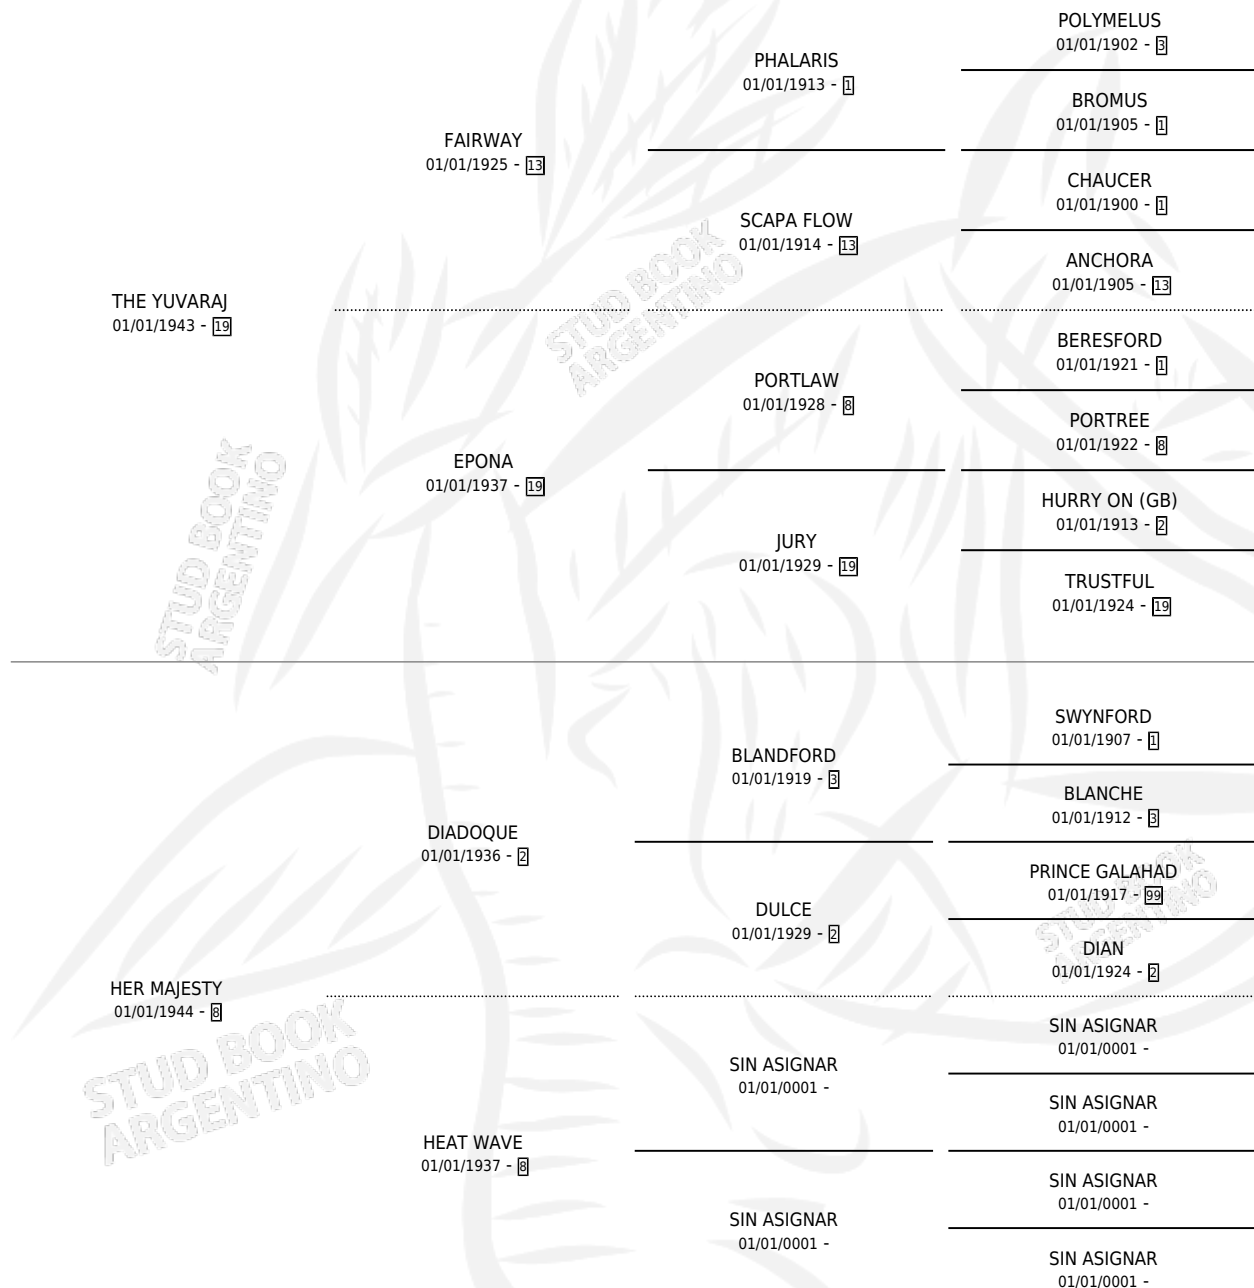 POLYMELUS
01/01/1902 - 3
PHALARIS
01/01/1913 - 1
BROMUS
01/01/1905 - 1
FAIRWAY
01/01/1925 - 13
CHAUCER
01/01/1900 - 1
SCAPA FLOW
01/01/1914 - 13
ANCHORA
01/01/1905 - 13
THE YUVARAJ
01/01/1943 - 19
BERESFORD
01/01/1921 - 1
PORTLAW
01/01/1928 - 8
PORTREE
01/01/1922 - 8
EPONA
01/01/1937 - 19
HURRY ON (GB)
01/01/1913 - 2
JURY
01/01/1929 - 19
TRUSTFUL
01/01/1924 - 19
SWYNFORD
01/01/1907 - 1
BLANDFORD
01/01/1919 - 3
BLANCHE
01/01/1912 - 3
DIADOQUE
01/01/1936 - 2
PRINCE GALAHAD
01/01/1917 - 99
DULCE
01/01/1929 - 2
DIAN
01/01/1924 - 2
HER MAJESTY
01/01/1944 - 8
SIN ASIGNAR
01/01/0001 -
SIN ASIGNAR
01/01/0001 -
SIN ASIGNAR
01/01/0001 -
HEAT WAVE
01/01/1937 - 8
SIN ASIGNAR
01/01/0001 -
SIN ASIGNAR
01/01/0001 -
SIN ASIGNAR
01/01/0001 -
STUD BOOK
ARGENTINO
STUD BOOK
ARGENTINO
STUD BOOK
ARGENTINO
STUD BOOK
ARGENTINO